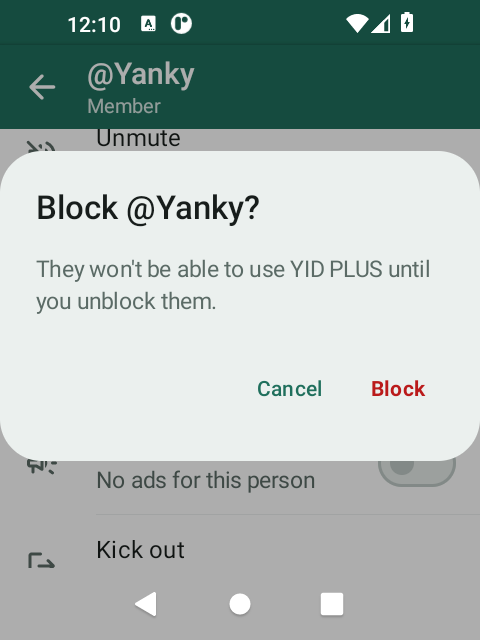 12:10
@Yanky
Member
Unmute
Block @Yanky?
They won't be able to use YID PLUS until
you unblock them.
Cancel
Block
No ads for this person
Kick out